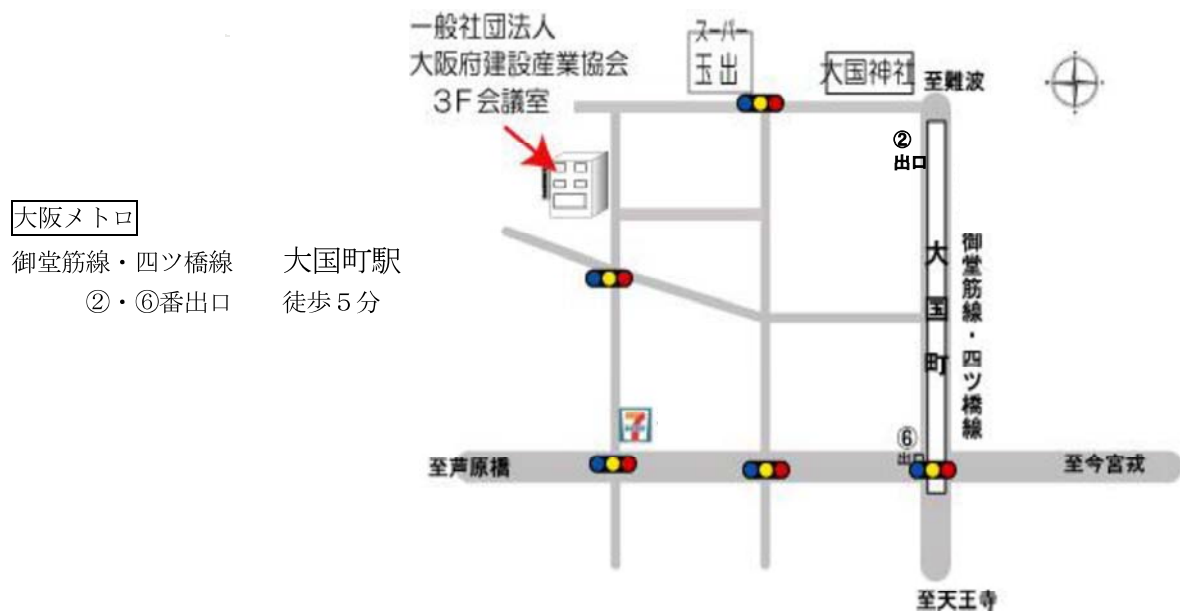 一般社団法人
大阪府建設産業協会
3F会議室
スーパー
玉出
大国神社
至難波
②
出口
大阪メトロ
御堂筋線・四ツ橋線 大国町駅
②・⑥番出口 徒歩５分
大国町
御堂筋線・四ツ橋線
7
⑥
出口
至芦原橋
至今宮戎
至天王寺